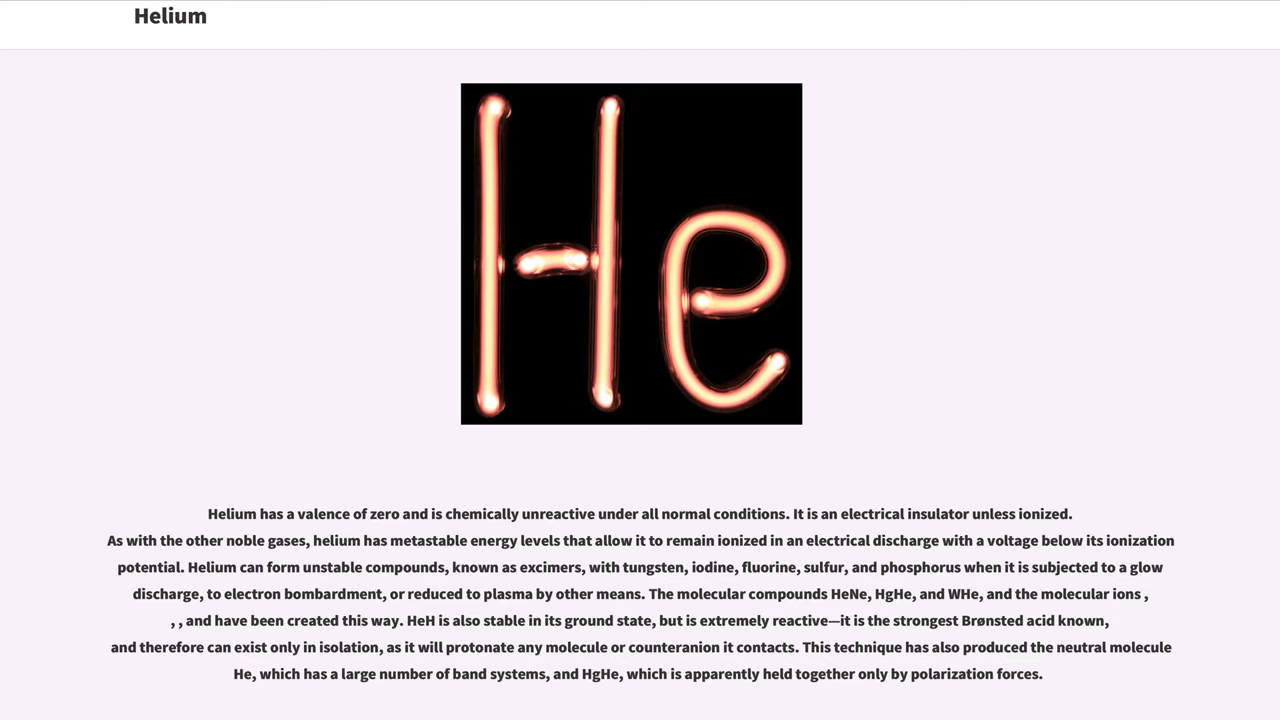 Helium
He
Helium has a valence of zero and is chemically unreactive under all normal conditions. It is an electrical insulator unless ionized.
As with the other noble gases, helium has metastable energy levels that allow it to remain ionized in an electrical discharge with a voltage below its ionization
potential. Helium can form unstable compounds, known as excimers, with tungsten, iodine, fluorine, sulfur, and phosphorus when it is subjected to a glow
discharge, to electron bombardment, or reduced to plasma by other means. The molecular compounds HeNe, HgHe, and WHe, and the molecular ions ,
, , and have been created this way. HeH is also stable in its ground state, but is extremely reactive—it is the strongest Brønsted acid known,
and therefore can exist only in isolation, as it will protonate any molecule or counteranion it contacts. This technique has also produced the neutral molecule
He, which has a large number of band systems, and HgHe, which is apparently held together only by polarization forces.